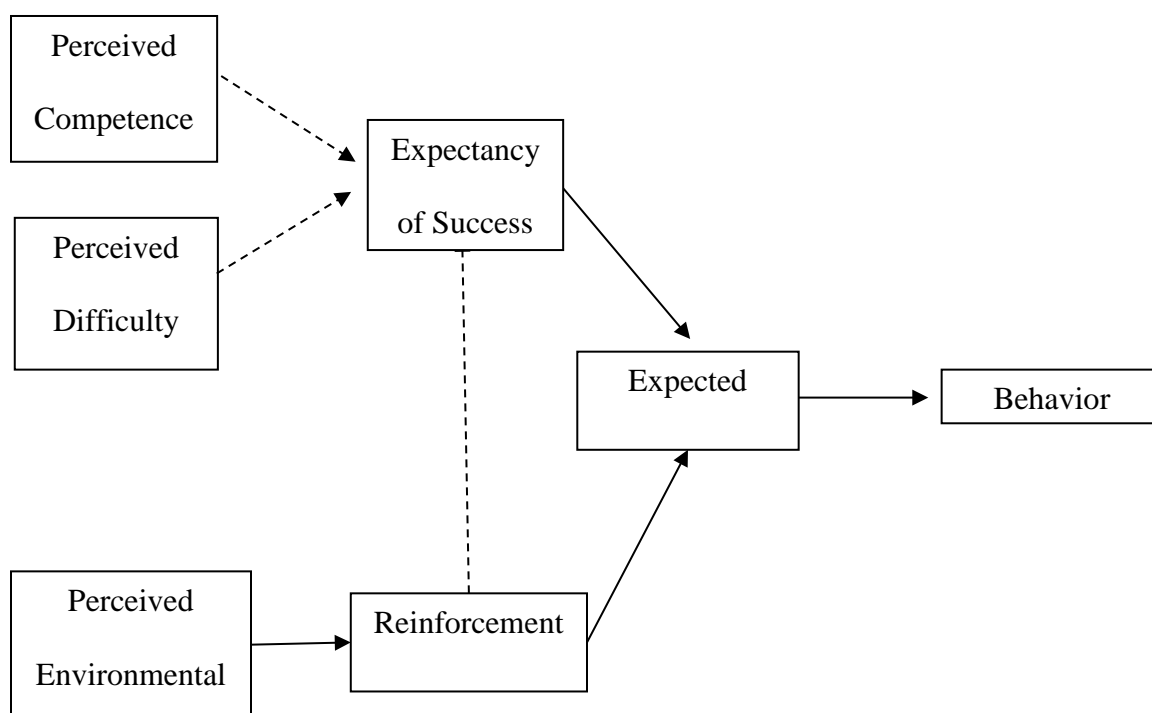 Perceived
Competence
Expectancy
of Success
Perceived
Difficulty
Expected
Behavior
Perceived
Environmental
Reinforcement